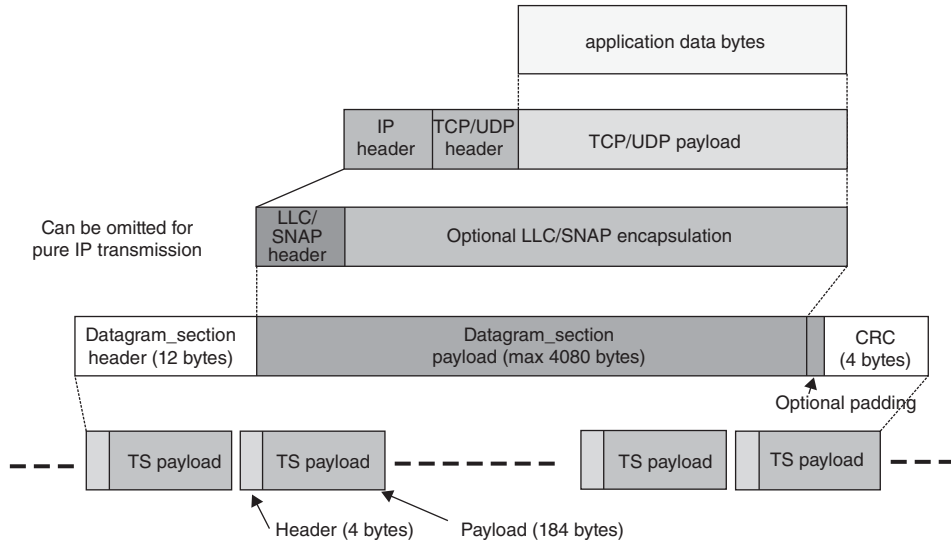 application data bytes
IP
header
TCP/UDP
header
TCP/UDP payload
Can be omitted for
pure IP transmission
LLC/
SNAP
header
Optional LLC/SNAP encapsulation
Datagram_section
header (12 bytes)
Datagram_section
payload (max 4080 bytes)
CRC
(4 bytes)
Optional padding
TS payload
TS payload
TS payload
TS payload
Header (4 bytes)
Payload (184 bytes)